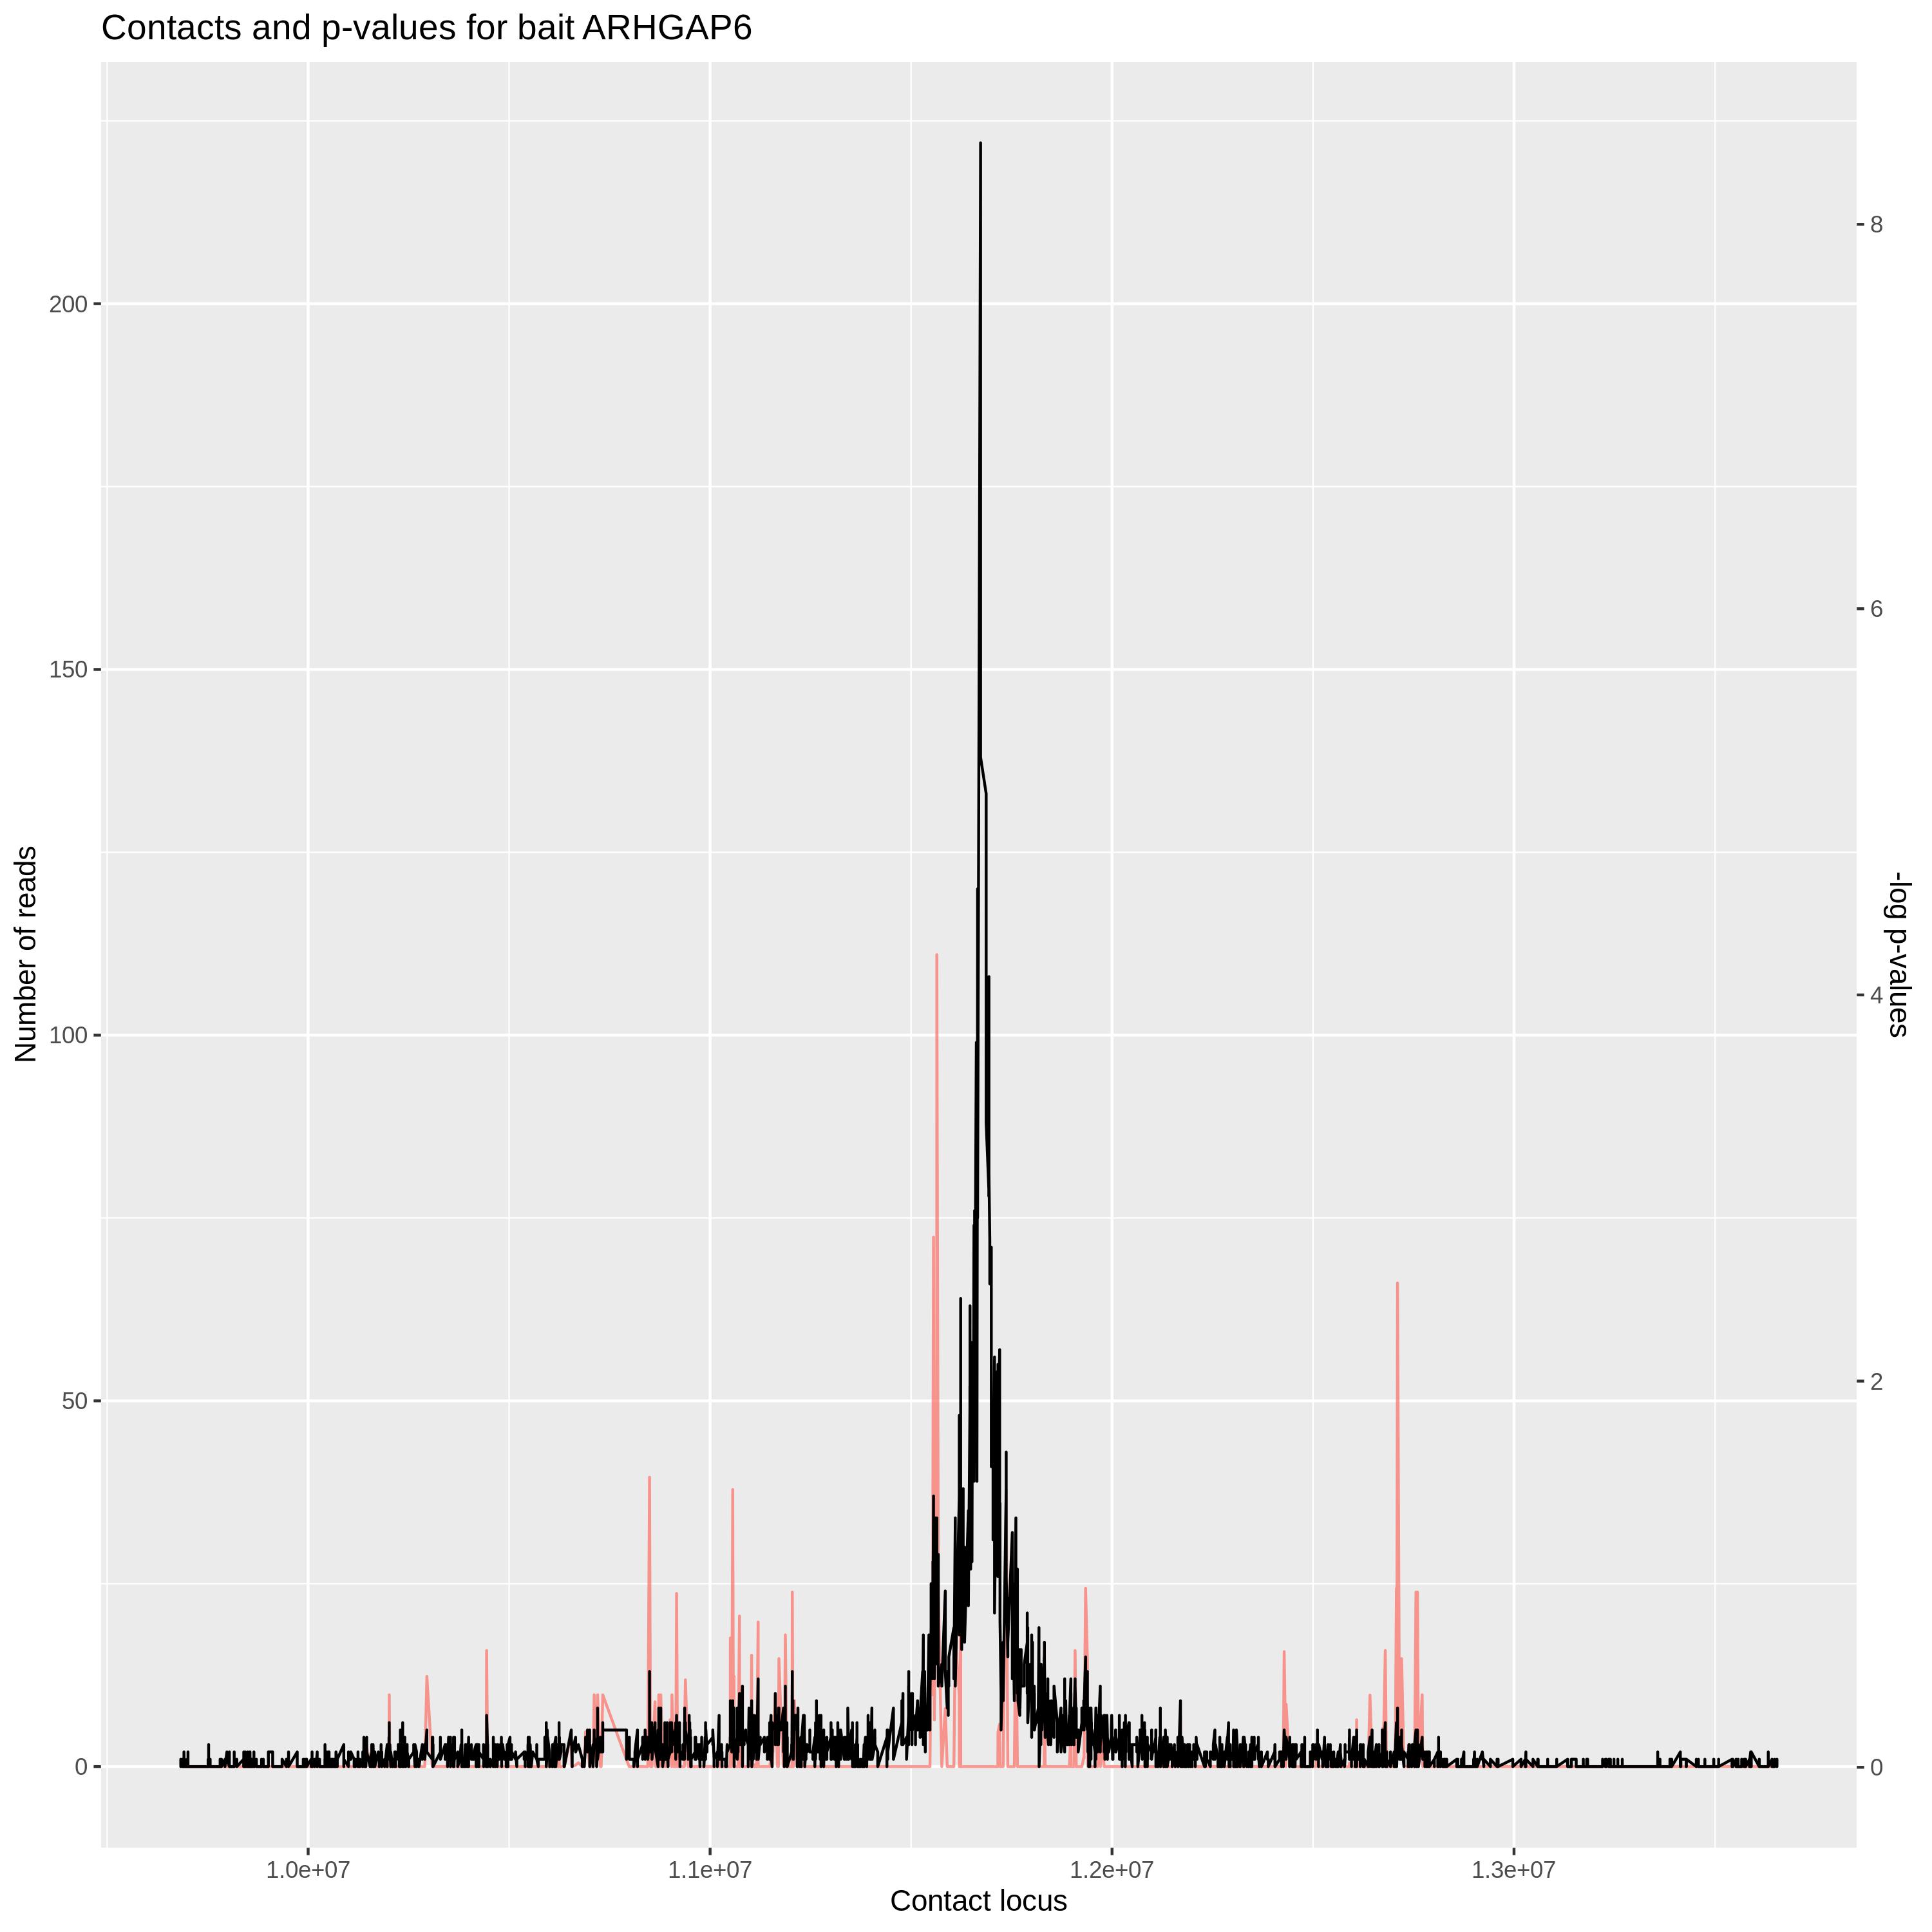 Contacts and p-values for bait ARHGAP6
Number of reads
200
150
100
50
0
8
6
4
2
0
-log p-values
1.0e+07
1.1e+07
1.2e+07
1.3e+07
Contact locus